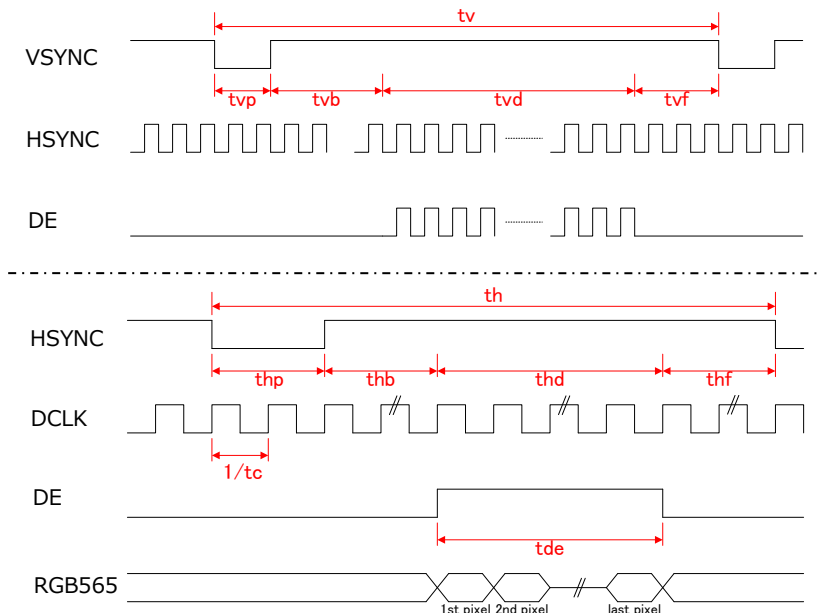 tv
VSYNC
tvp tvb tvd tvf
HSYNC
DE
th
HSYNC
thp thb thd thf
DCLK
1/tc
DE
tde
RGB565
1st pixel 2nd pixel last pixel